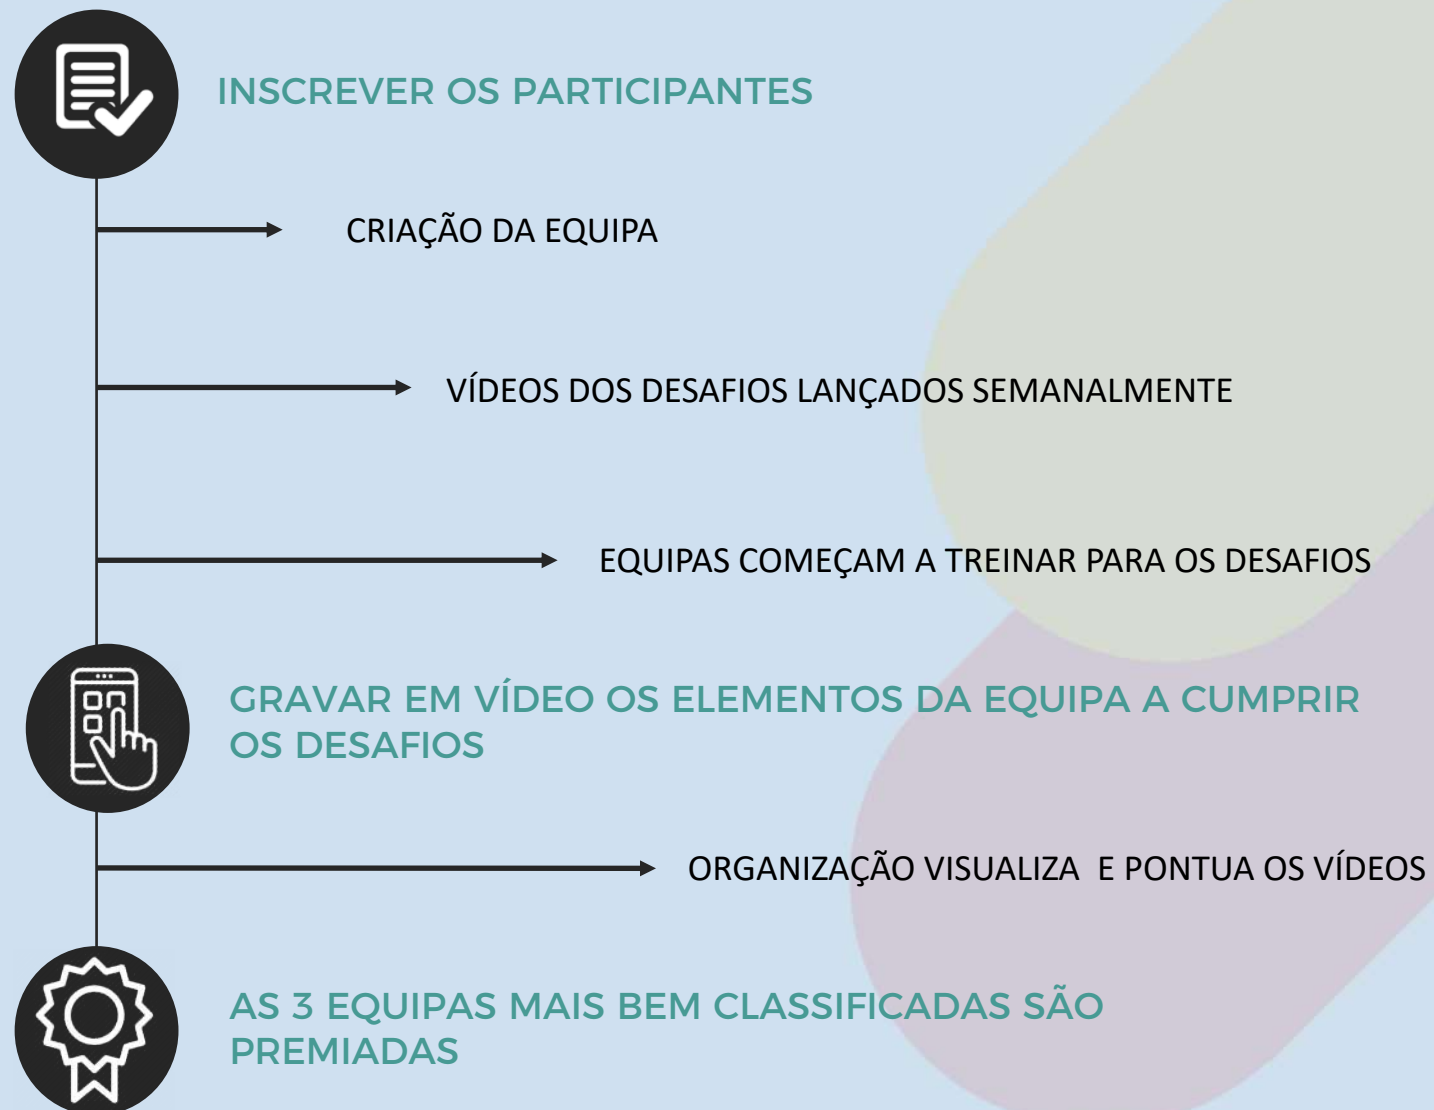 INSCREVER OS PARTICIPANTES
CRIAÇÃO DA EQUIPA
VÍDEOS DOS DESAFIOS LANÇADOS SEMANALMENTE
EQUIPAS COMEÇAM A TREINAR PARA OS DESAFIOS
GRAVAR EM VÍDEO OS ELEMENTOS DA EQUIPA A CUMPRIR
OS DESAFIOS
ORGANIZAÇÃO VISUALIZA  E PONTUA OS VÍDEOS
AS 3 EQUIPAS MAIS BEM CLASSIFICADAS SÃO
PREMIADAS